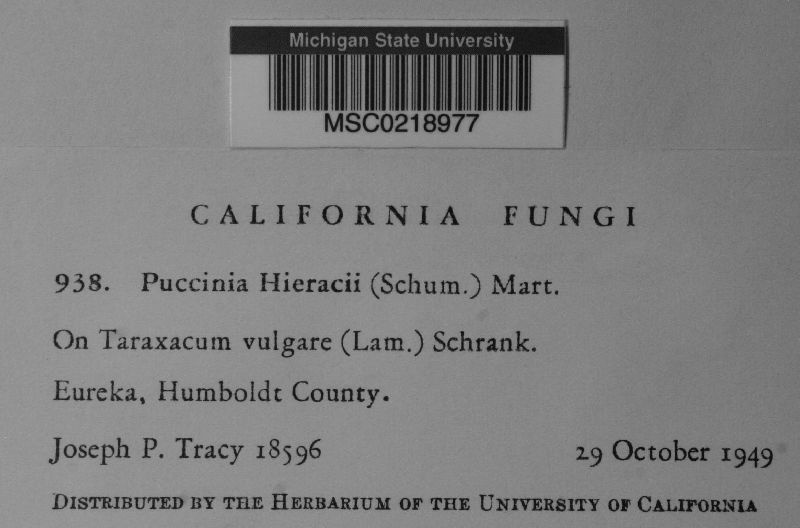 Michigan State University
MSC0218977
CALIFORNIA FUNGI
938. Puccinia Hieracii (Schum.) Mart.
On Taraxacum vulgare (Lam.) Schrank.
Eureka, Humboldt County.
Joseph P. Tracy 18596 29 October 1949
DISTRIBUTED BY THE HERBARIUM OF THE UNIVERSITY OF CALIFORNIA